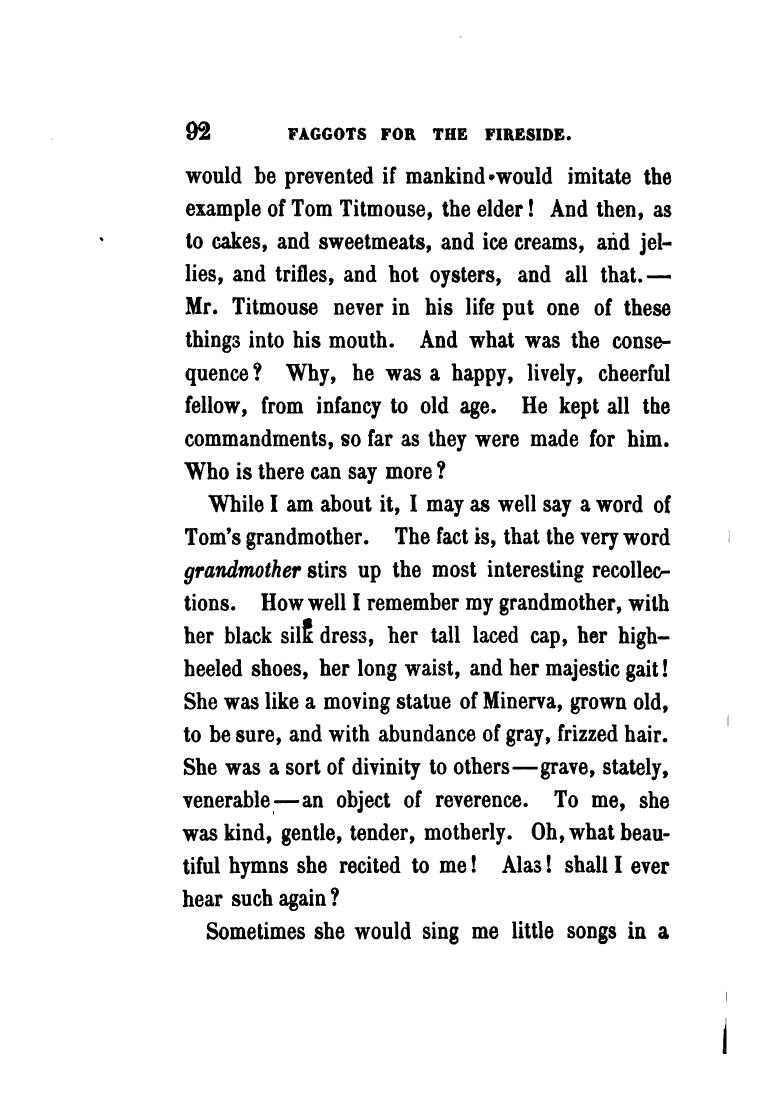 92 FAGGOTS FOR THE FIRESIDE.
would be prevented if mankind would imitate the
example of Tom Titmouse, the elder! And then, as
to cakes, and sweetmeats, and ice creams, and jel-
lies, and trifles, and hot oysters, and all that.—
Mr. Titmouse never in his life put one of these
things into his mouth. And what was the conse-
quence? Why, he was a happy, lively, cheerful
fellow, from infancy to old age. He kept all the
commandments, so far as they were made for him.
Who is there can say more?
While I am about it, I may as well say a word of
Tom's grandmother. The fact is, that the very word
grandmother stirs up the most interesting recollec-
tions. How well I remember my grandmother, with
her black silk dress, her tall laced cap, her high-
heeled shoes, her long waist, and her majestic gait!
She was like a moving statue of Minerva, grown old,
to be sure, and with abundance of gray, frizzed hair.
She was a sort of divinity to others—grave, stately,
venerable—an object of reverence. To me, she
was kind, gentle, tender, motherly. Oh, what beau-
tiful hymns she recited to me! Alas! shall I ever
hear such again?
Sometimes she would sing me little songs in a